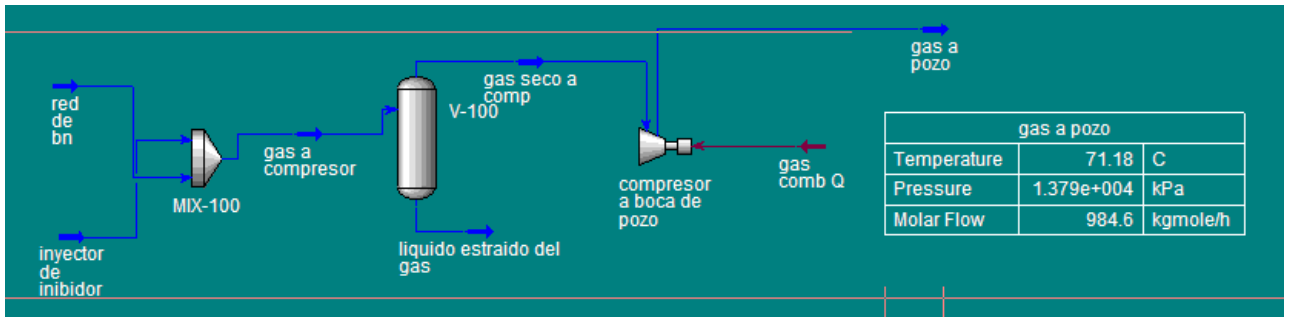 red
de
bn
inyector
de
inibidor
MIX-100
gas a
compresor
V-100
gas seco a
comp
liquido estraido del
gas
compresor
a boca de
pozo
gas
comb Q
gas a
pozo
gas a pozo
Temperature 71.18 C
Pressure 1.379e+004 kPa
Molar Flow 984.6 kgmole/h